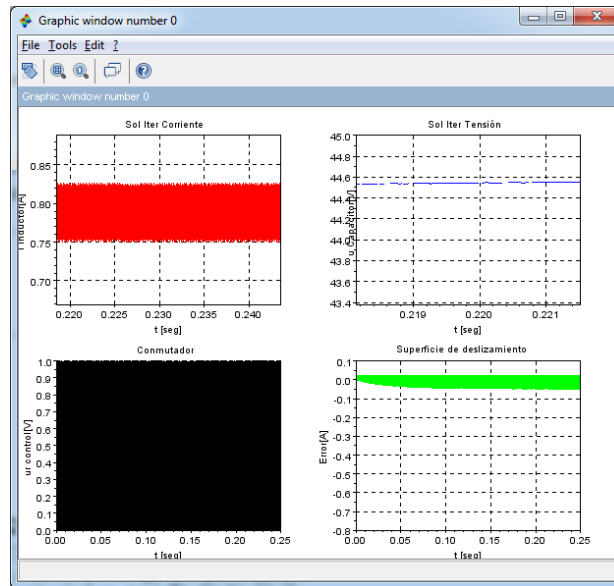 Graphic window number 0
File Tools Edit ?
Graphic window number 0
Sol Iter Corriente
0.85
0.80
0.75
0.70
I Inductor[A]
0.220 0.225 0.230 0.235 0.240
t [seg]
Sol Iter Tensión
45.0
44.8
44.6
44.4
44.2
44.0
43.8
43.6
43.4
u_Capacitor[V]
0.219 0.220 0.221
t [seg]
Conmutador
1.0
0.9
0.8
0.7
0.6
0.5
0.4
0.3
0.2
0.1
0.0
ur control[V]
0.00 0.05 0.10 0.15 0.20 0.25
t [seg]
Superficie de deslizamiento
0.1
0.0
-0.1
-0.2
-0.3
-0.4
-0.5
-0.6
-0.7
-0.8
Error[A]
0.00 0.05 0.10 0.15 0.20 0.25
t [seg]